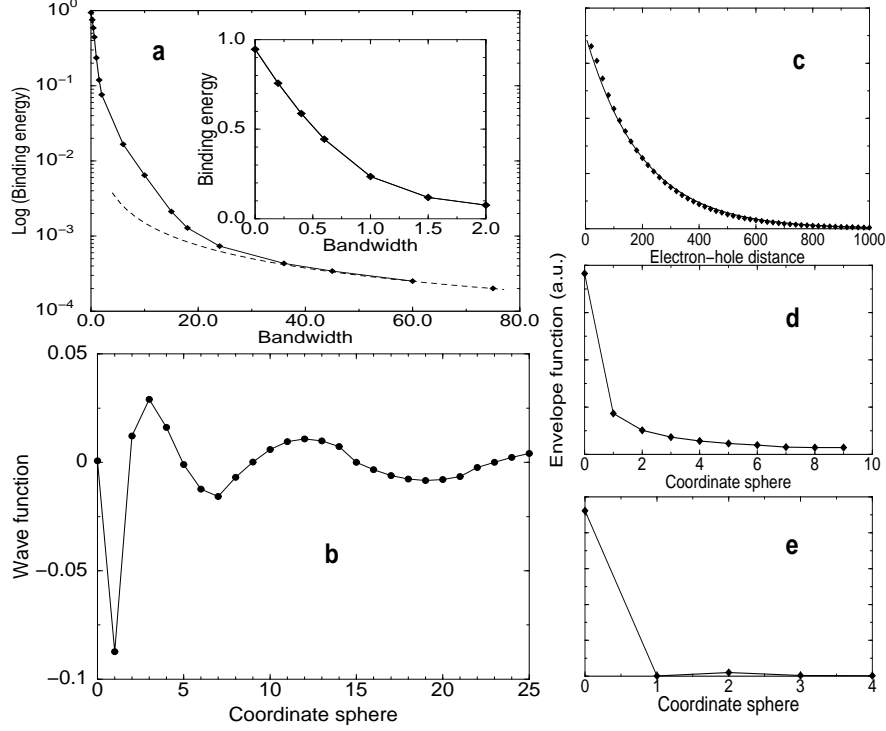 a
Log (Binding energy)
10^0
10^-1
10^-2
10^-3
10^-4
0.0 20.0 40.0 60.0 80.0
Bandwidth
Binding energy
1.0
0.5
0.0
0.0 0.5 1.0 1.5 2.0
Bandwidth
b
Wave function
0.05
0
−0.05
−0.1
0 5 10 15 20 25
Coordinate sphere
c
0 200 400 600 800 1000
Electron−hole distance
Envelope function (a.u.)
d
0 2 4 6 8 10
Coordinate sphere
e
0 1 2 3 4
Coordinate sphere